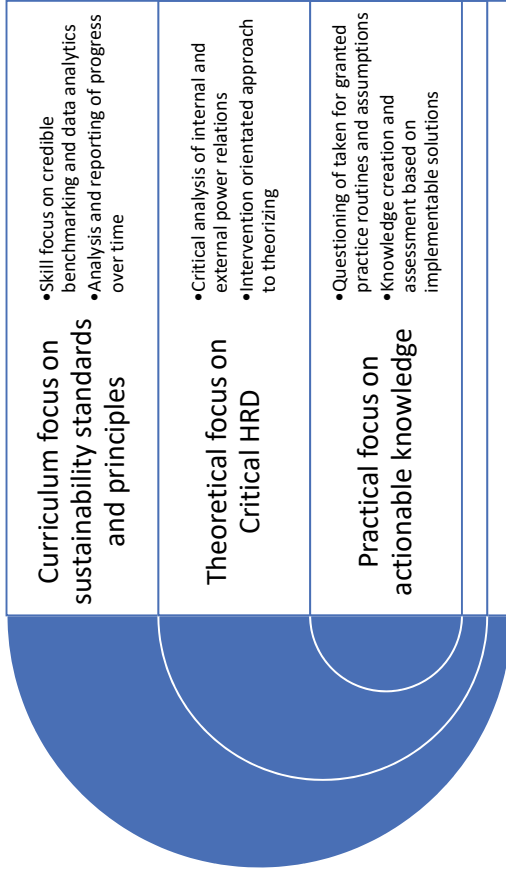 Curriculum focus on
sustainability standards
and principles
•Skill focus on credible
benchmarking and data analytics
•Analysis and reporting of progress
over time
Theoretical focus on
Critical HRD
•Critical analysis of internal and
external power relations
•Intervention orientated approach
to theorizing
Practical focus on
actionable knowledge
•Questioning of taken for granted
practice routines and assumptions
•Knowledge creation and
assessment based on
implementable solutions